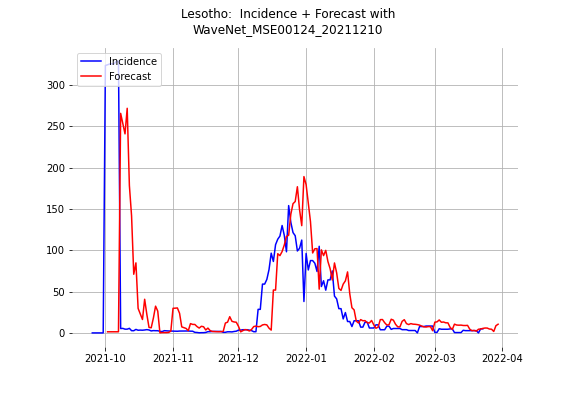 Lesotho:  Incidence + Forecast with
WaveNet_MSE00124_20211210
Incidence
Forecast
300
250
200
150
100
50
0
2021-10 2021-11 2021-12 2022-01 2022-02 2022-03 2022-04